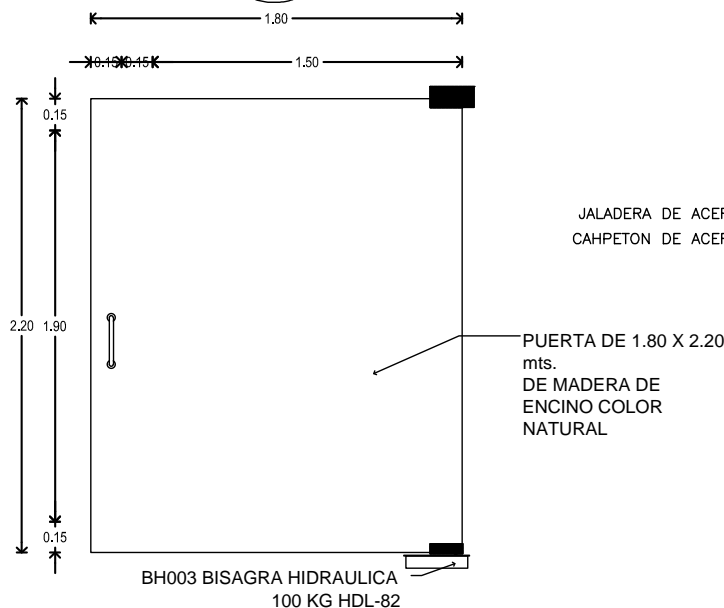 1.80
0.15 0.15 1.50
0.15
JALADERA DE ACER
CAHPETON DE ACER
2.20 1.90
PUERTA DE 1.80 X 2.20
mts.
DE MADERA DE
ENCINO COLOR
NATURAL
0.15
BH003 BISAGRA HIDRAULICA
100 KG HDL-82